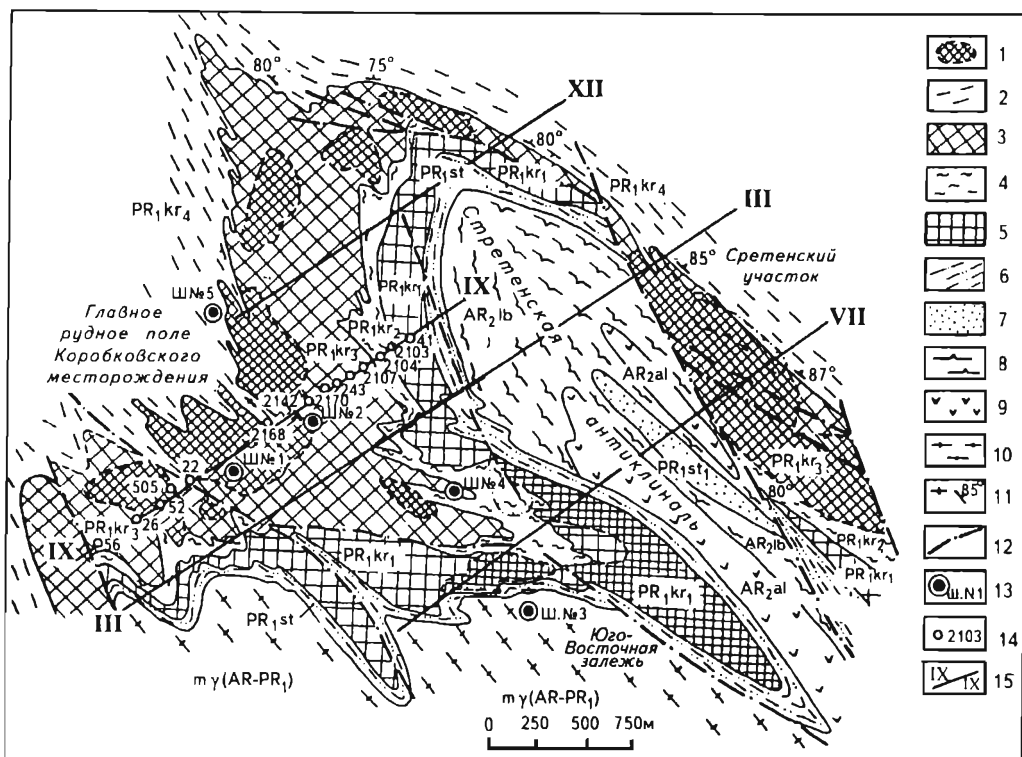 80°
75°
XII
80°
PR₁st
PR₁kr₁
PR₁kr₄
PR₁kr₄
III
Стретенская
85°
Сретенский
участок
Ш№5
PR₁kr₁
IX
AR₂lb
VII
Главное
рудное поле
Коробковского
месторождения
PR₁kr₂
41
2103
2104
PR₁kr₃
2107
243
AR₂al
87°
2142
2170
Ш№2
антиклиналь
2168
PR₁st₁
PR₁kr₃
Ш№1
22
Ш№4
80°
505
52
PR₁kr₃
26
AR₂lb
PR₁kr₂
IX
56
PR₁kr₁
PR₁kr₁
PR₁kr₁
AR₂al
III
PR₁st
Ш.№3
Юго-
Восточная
залежь
mγ(AR-PR₁)
mγ(AR-PR₁)
0 250 500 750м
1
2
3
4
5
6
7
8
9
10
85°
11
12
Ш.N1
13
2103
14
IX
IX
15